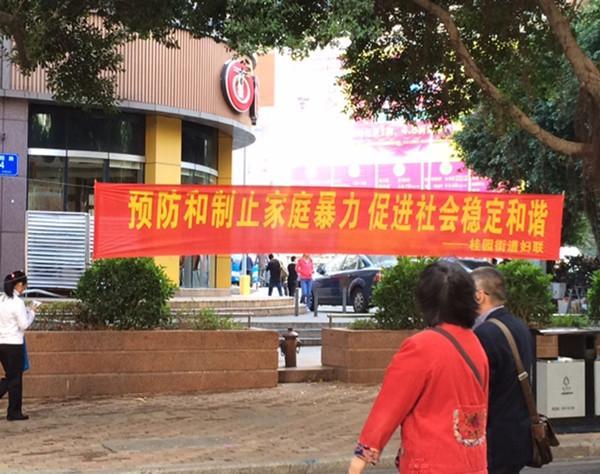 预防和制止家庭暴力 促进社会稳定和谐
——桂园街道妇联